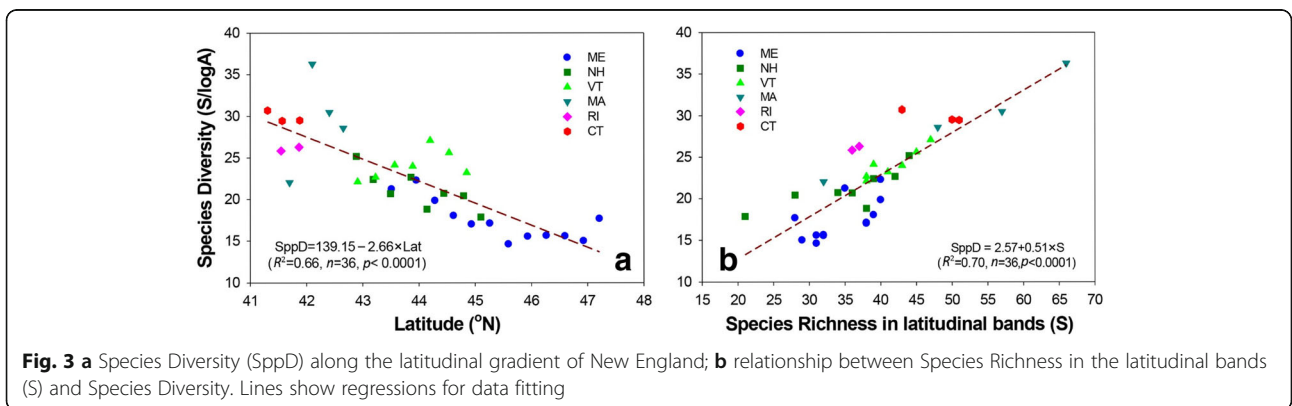 40
35
30
25
20
15
10
Species Diversity (S/logA)
ME
NH
VT
MA
RI
CT
SppD=139.15−2.66×Lat
(R²=0.66, n=36, p< 0.0001)
a
41 42 43 44 45 46 47 48
Latitude (°N)
40
35
30
25
20
15
10
ME
NH
VT
MA
RI
CT
b
SppD = 2.57+0.51×S
(R²=0.70, n=36,p<0.0001)
15 20 25 30 35 40 45 50 55 60 65 70
Species Richness in latitudinal bands (S)
Fig. 3 a Species Diversity (SppD) along the latitudinal gradient of New England; b relationship between Species Richness in the latitudinal bands
(S) and Species Diversity. Lines show regressions for data fitting